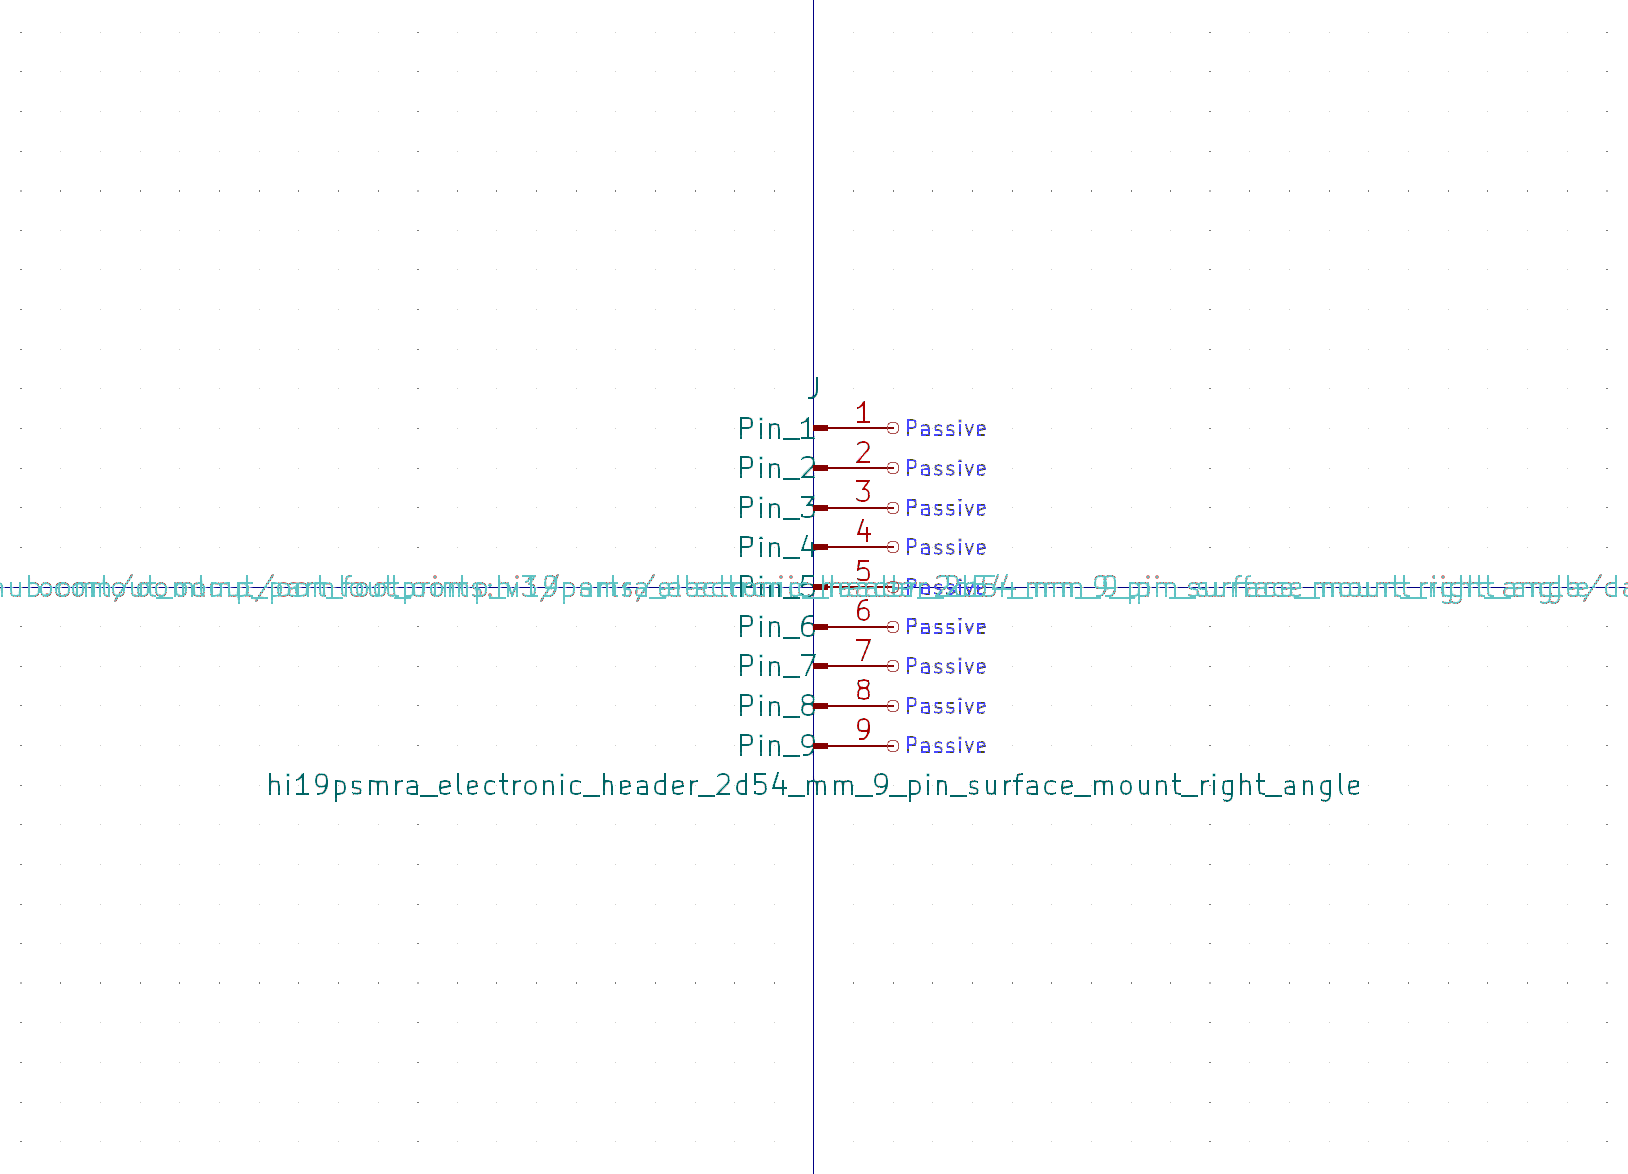 J
Pin_1 1 Passive
Pin_2 2 Passive
Pin_3 3 Passive
Pin_4 4 Passive
Pin_5 5 Passive
Pin_6 6 Passive
Pin_7 7 Passive
Pin_8 8 Passive
Pin_9 9 Passive
hi19psmra_electronic_header_2d54_mm_9_pin_surface_mount_right_angle